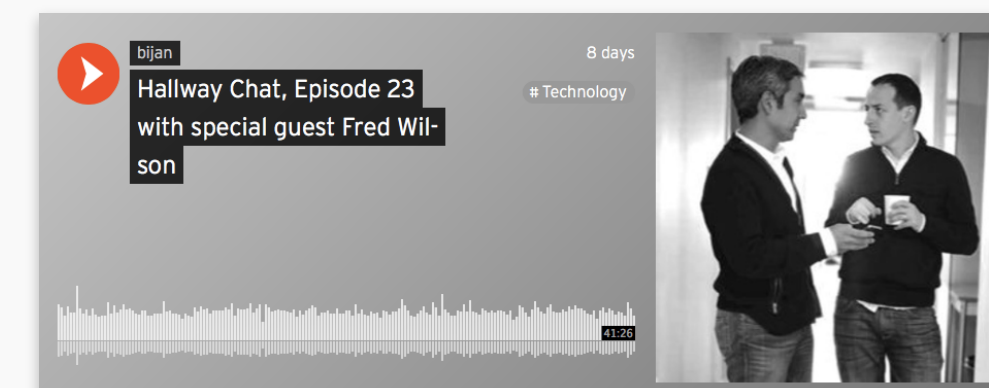 bijan
8 days
Hallway Chat, Episode 23
# Technology
with special guest Fred Wil-
son
41:26